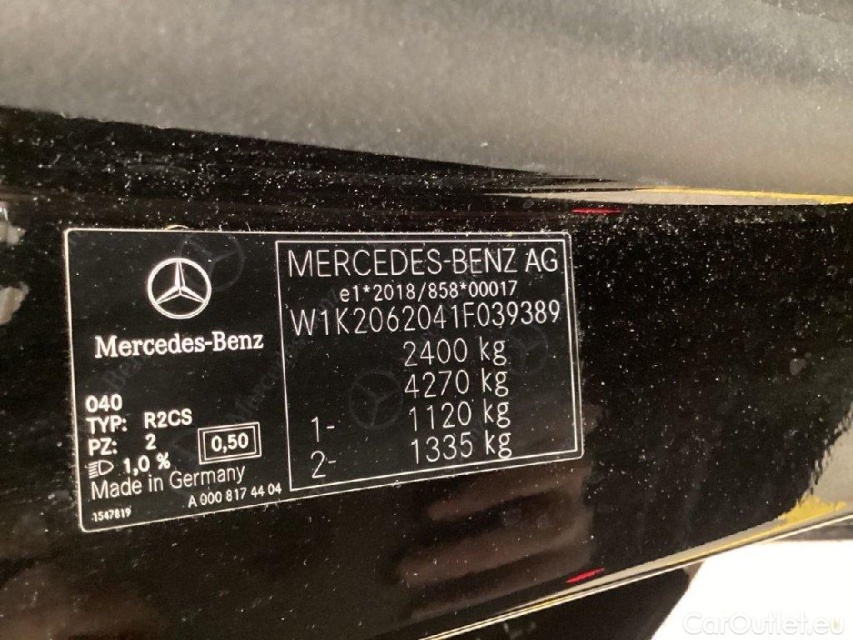 Mercedes-Benz
040
TYP: R2CS
PZ: 2
0,50
1,0 %
Made in Germany
A 000 817 44 04
1547819
MERCEDES-BENZ AG
e1*2018/858*00017
W1K2062041F039389
2400 kg
4270 kg
1- 1120 kg
2- 1335 kg
CarOutlet.eu